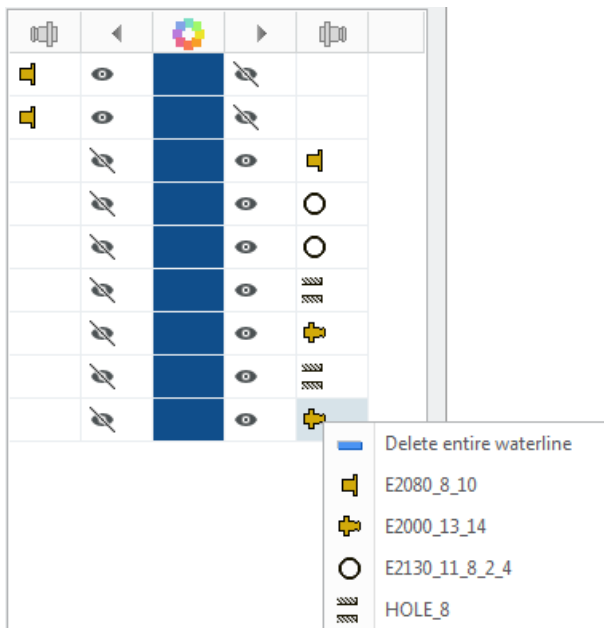 Delete entire waterline
E2080_8_10
E2000_13_14
E2130_11_8_2_4
HOLE_8